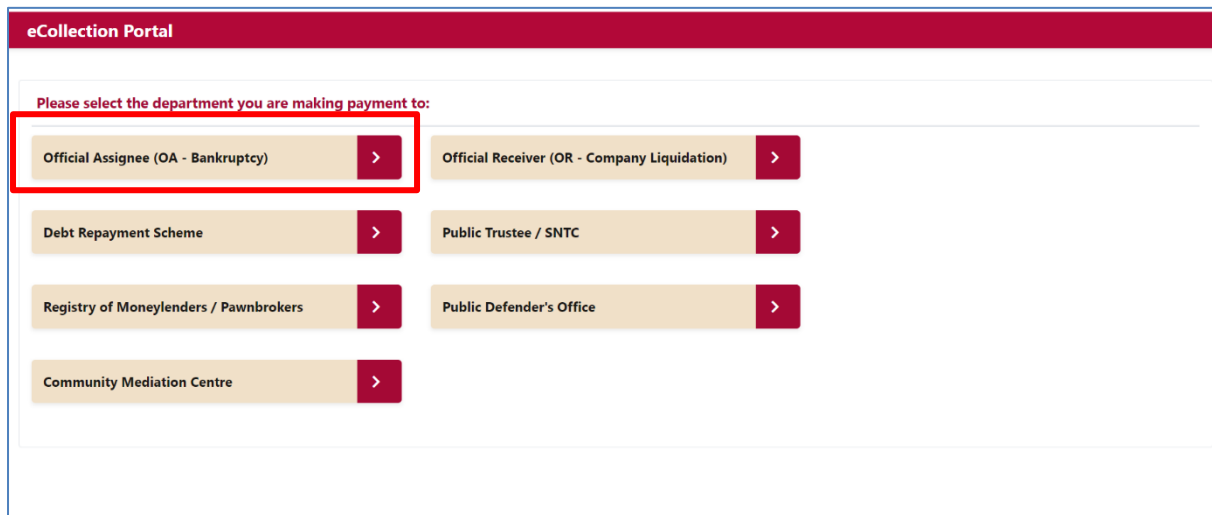 eCollection Portal
Please select the department you are making payment to:
Official Assignee (OA - Bankruptcy)
Official Receiver (OR - Company Liquidation)
Debt Repayment Scheme
Public Trustee / SNTC
Registry of Moneylenders / Pawnbrokers
Public Defender's Office
Community Mediation Centre